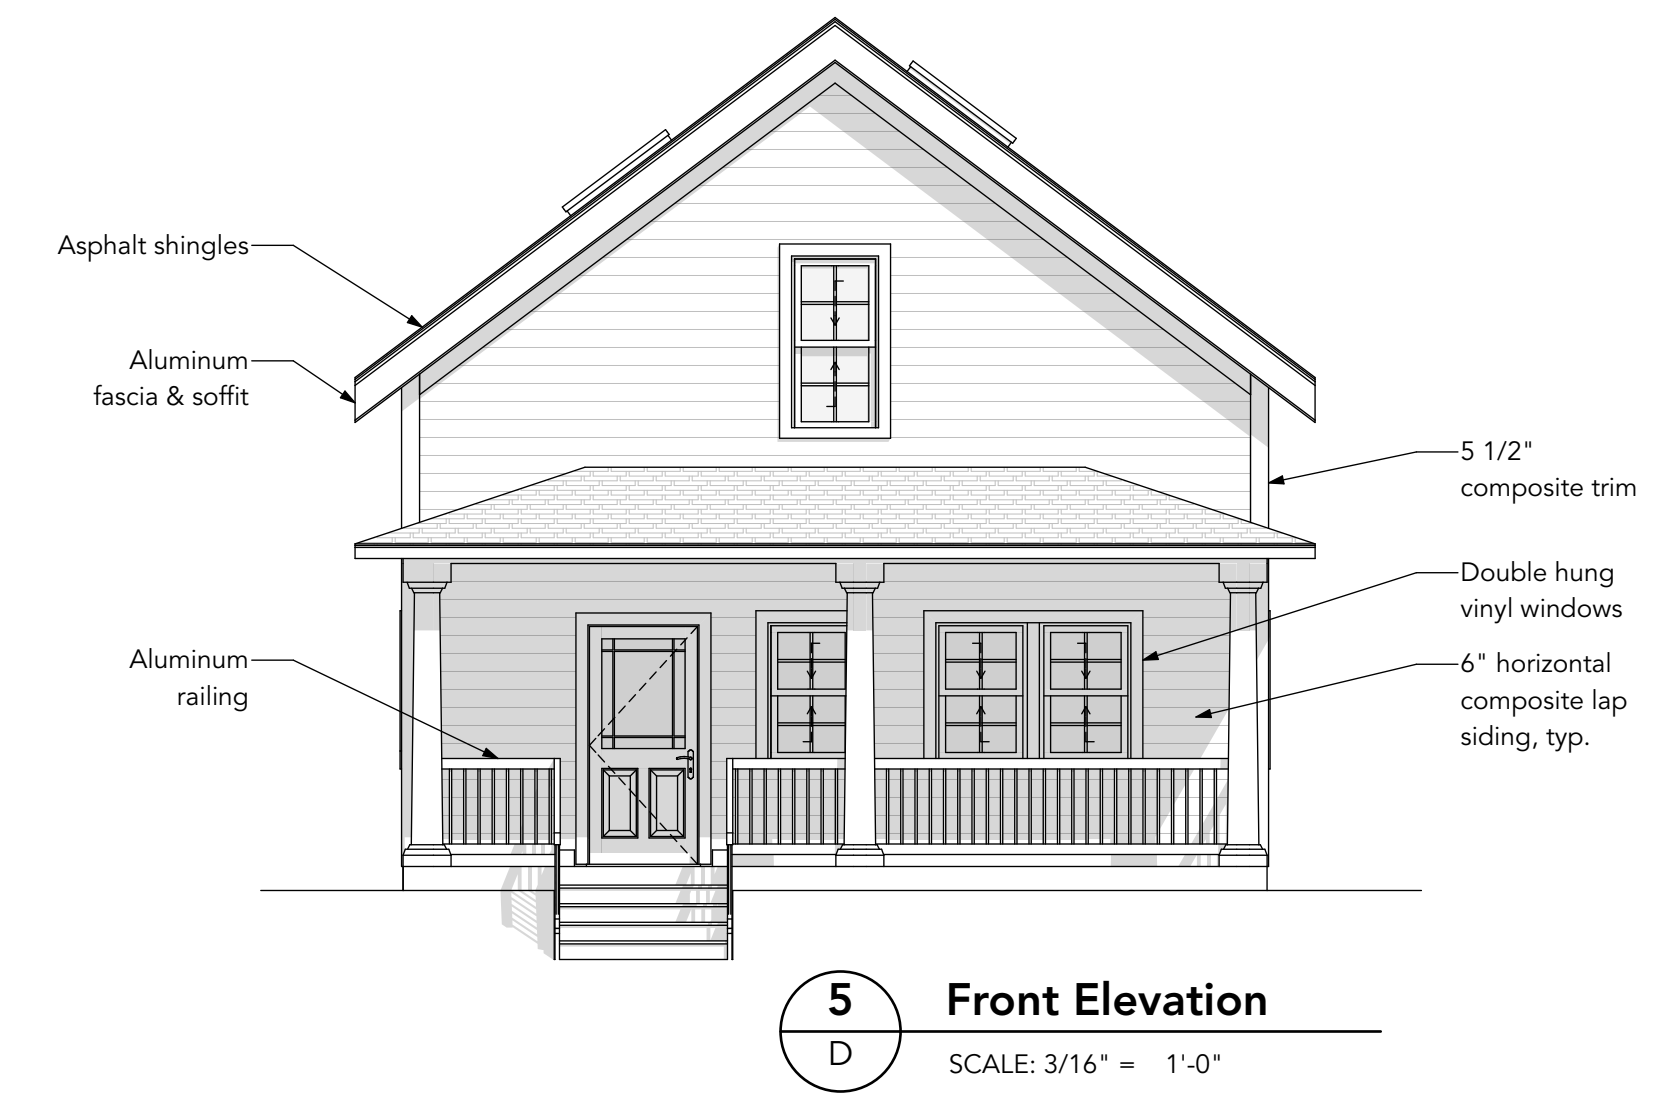 Asphalt shingles
Aluminum
fascia & soffit
Aluminum
railing
5 1/2"
composite trim
Double hung
vinyl windows
6" horizontal
composite lap
siding, typ.
5
D
Front Elevation
SCALE: 3/16" = 1'-0"